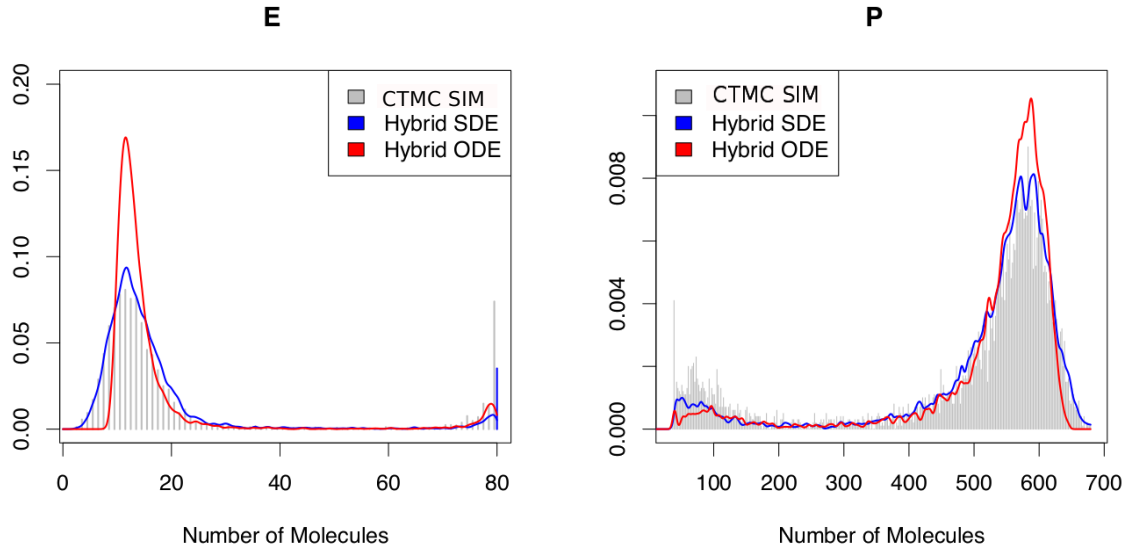 E
0.20
0.15
0.10
0.05
0.00
CTMC SIM
Hybrid SDE
Hybrid ODE
0 20 40 60 80
Number of Molecules
P
0.008
0.004
0.000
CTMC SIM
Hybrid SDE
Hybrid ODE
100 200 300 400 500 600 700
Number of Molecules